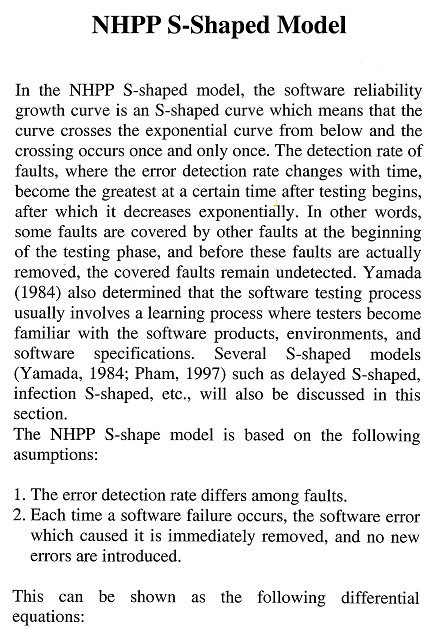 NHPP S-Shaped Model
In the NHPP S-shaped model, the software reliability
growth curve is an S-shaped curve which means that the
curve crosses the exponential curve from below and the
crossing occurs once and only once. The detection rate of
faults, where the error detection rate changes with time,
become the greatest at a certain time after testing begins,
after which it decreases exponentially. In other words,
some faults are covered by other faults at the beginning
of the testing phase, and before these faults are actually
removed, the covered faults remain undetected. Yamada
(1984) also determined that the software testing process
usually involves a learning process where testers become
familiar with the software products, environments, and
software specifications. Several S-shaped models
(Yamada, 1984; Pham, 1997) such as delayed S-shaped,
infection S-shaped, etc., will also be discussed in this
section.
The NHPP S-shape model is based on the following
asumptions:
1. The error detection rate differs among faults.
2. Each time a software failure occurs, the software error
which caused it is immediately removed, and no new
errors are introduced.
This can be shown as the following differential
equations: